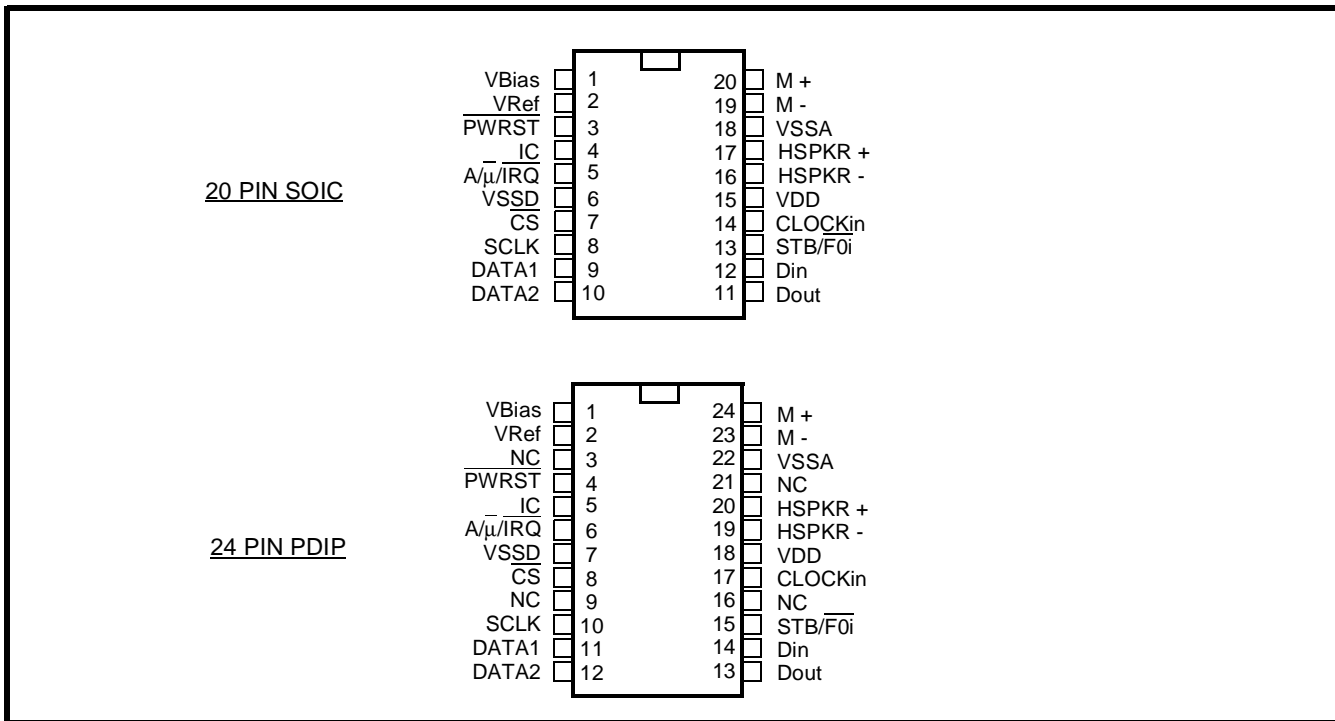 20 PIN SOIC
VBias 1
VRef 2
PWRST 3
IC 4
A/μ/IRQ 5
VSSD 6
CS 7
SCLK 8
DATA1 9
DATA2 10
20 M +
19 M -
18 VSSA
17 HSPKR +
16 HSPKR -
15 VDD
14 CLOCKin
13 STB/F0i
12 Din
11 Dout
24 PIN PDIP
VBias 1
VRef 2
NC 3
PWRST 4
IC 5
A/μ/IRQ 6
VSSD 7
CS 8
NC 9
SCLK 10
DATA1 11
DATA2 12
24 M +
23 M -
22 VSSA
21 NC
20 HSPKR +
19 HSPKR -
18 VDD
17 CLOCKin
16 NC
15 STB/F0i
14 Din
13 Dout